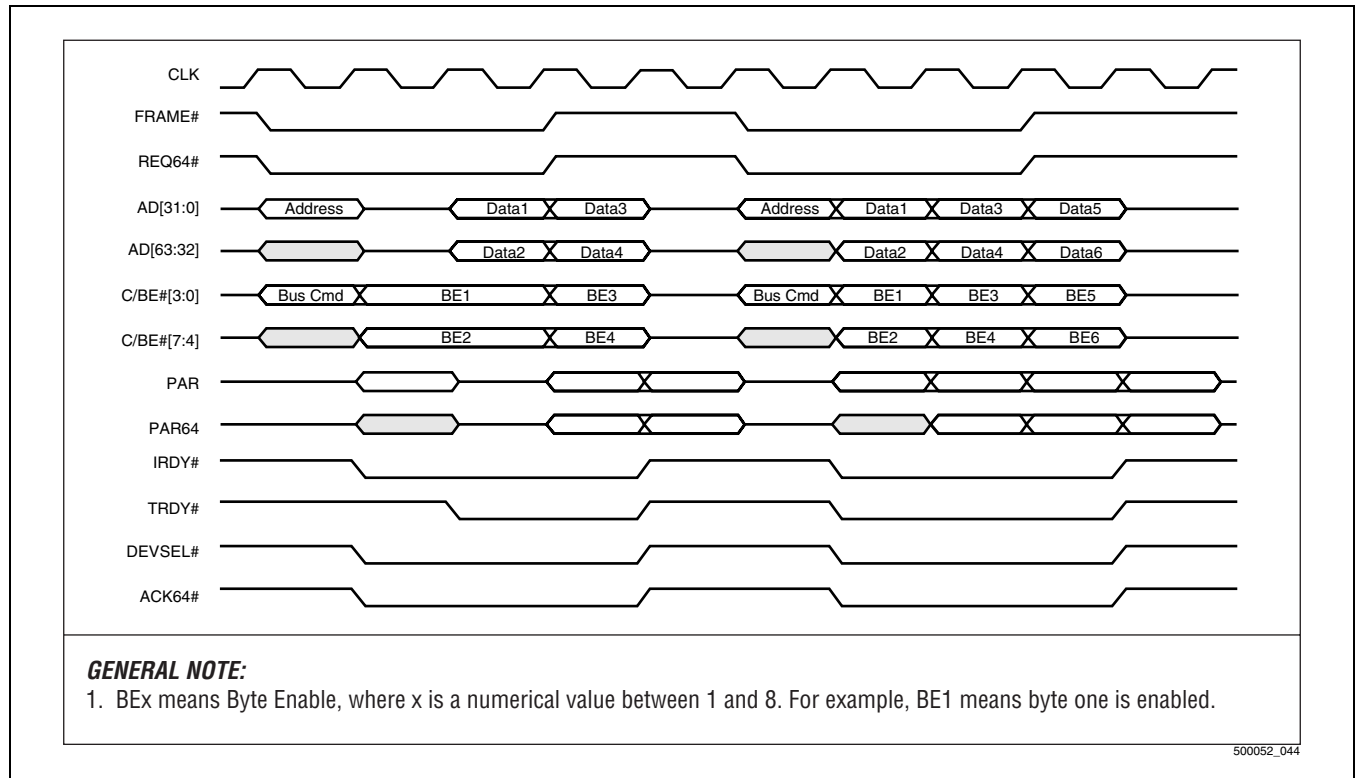 CLK
FRAME#
REQ64#
AD[31:0] Address Data1 Data3 Address Data1 Data3 Data5
AD[63:32] Data2 Data4 Data2 Data4 Data6
C/BE#[3:0] Bus Cmd BE1 BE3 Bus Cmd BE1 BE3 BE5
C/BE#[7:4] BE2 BE4 BE2 BE4 BE6
PAR
PAR64
IRDY#
TRDY#
DEVSEL#
ACK64#
GENERAL NOTE:
1. BEx means Byte Enable, where x is a numerical value between 1 and 8. For example, BE1 means byte one is enabled.
500052_044